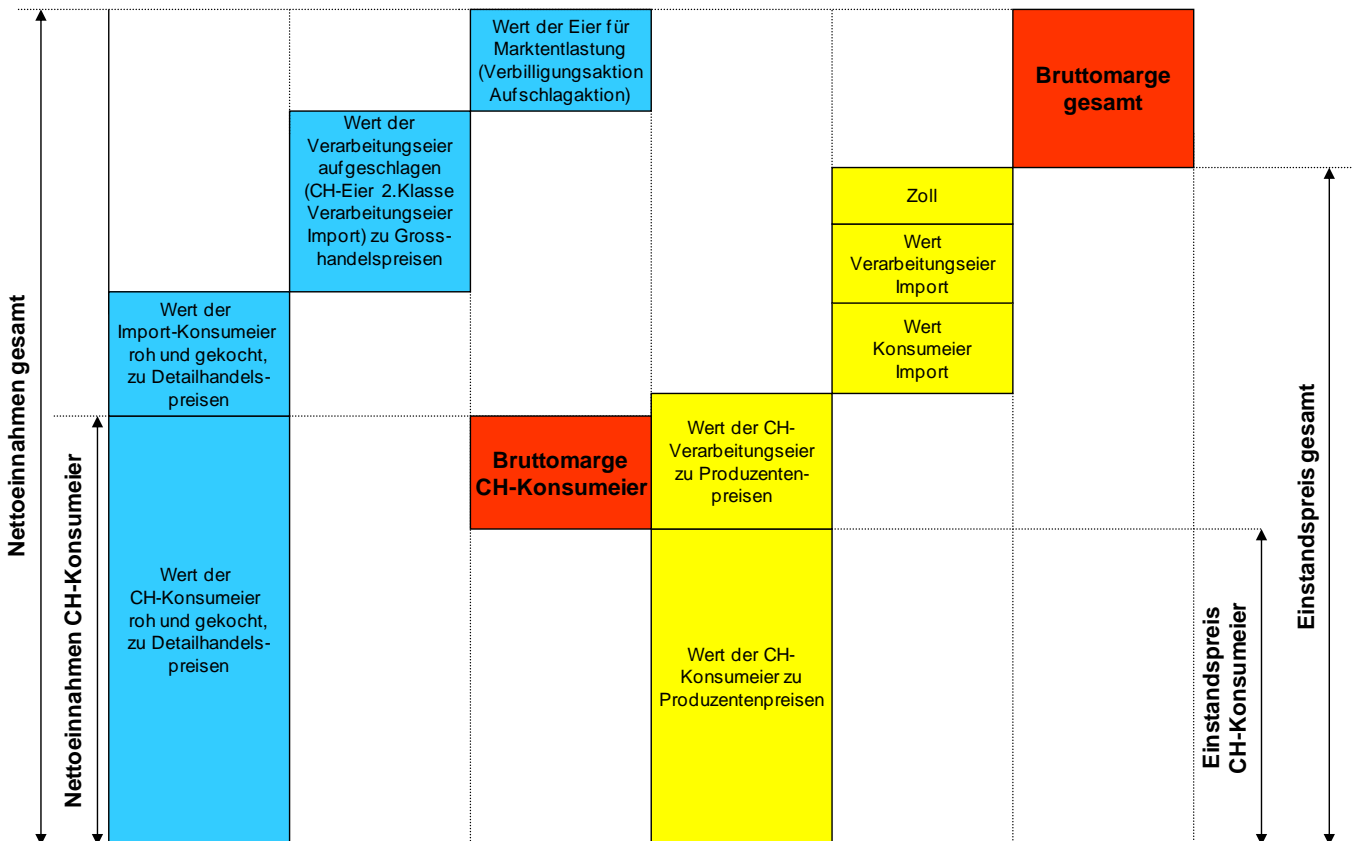 Nettoeinnahmen gesamt
Nettoeinnahmen CH-Konsumeier
Wert der
Import-Konsumeier
roh und gekocht,
zu Detailhandels-
preisen
Wert der
CH-Konsumeier
roh und gekocht,
zu Detailhandels-
preisen
Wert der
Verarbeitungseier
aufgeschlagen
(CH-Eier 2.Klasse
Verarbeitungseier
Import) zu Gross-
handelspreisen
Wert der Eier für
Marktentlastung
(Verbilligungsaktion
Aufschlagaktion)
Bruttomarge
CH-Konsumeier
Wert der CH-
Verarbeitungseier
zu Produzenten-
preisen
Wert der CH-
Konsumeier zu
Produzentenpreisen
Zoll
Wert
Verarbeitungseier
Import
Wert
Konsumeier
Import
Bruttomarge
gesamt
Einstandspreis
CH-Konsumeier
Einstandspreis gesamt